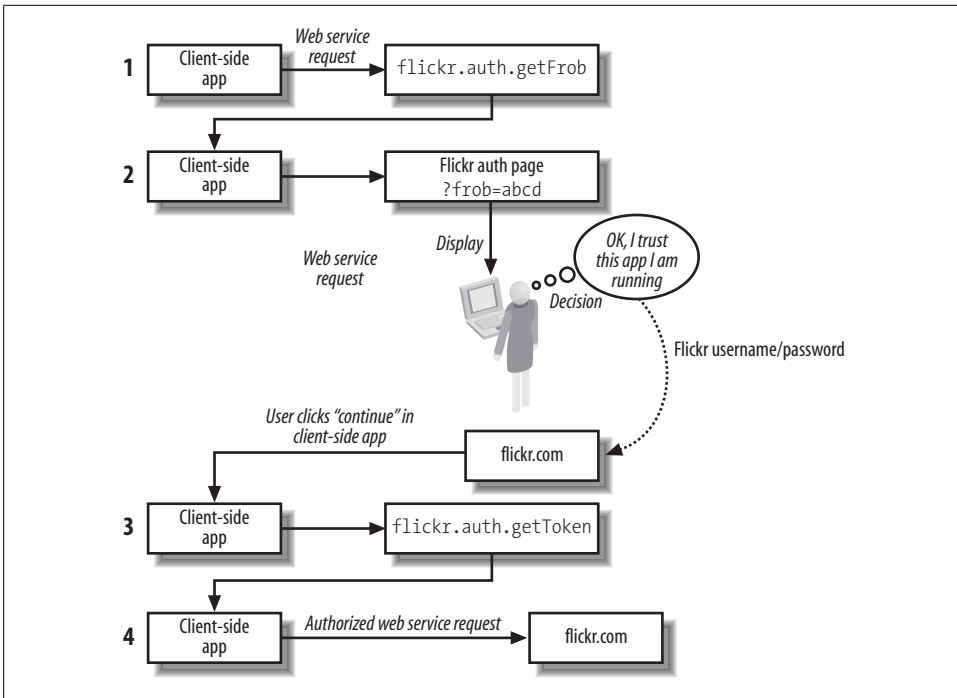 Web service
request
1
Client-side
app
flickr.auth.getFrob
2
Client-side
app
Flickr auth page
?frob=abcd
Web service
request
Display
OK, I trust
this app I am
running
Decision
Flickr username/password
User clicks “continue” in
client-side app
flickr.com
3
Client-side
app
flickr.auth.getToken
4
Client-side
app
Authorized web service request
flickr.com